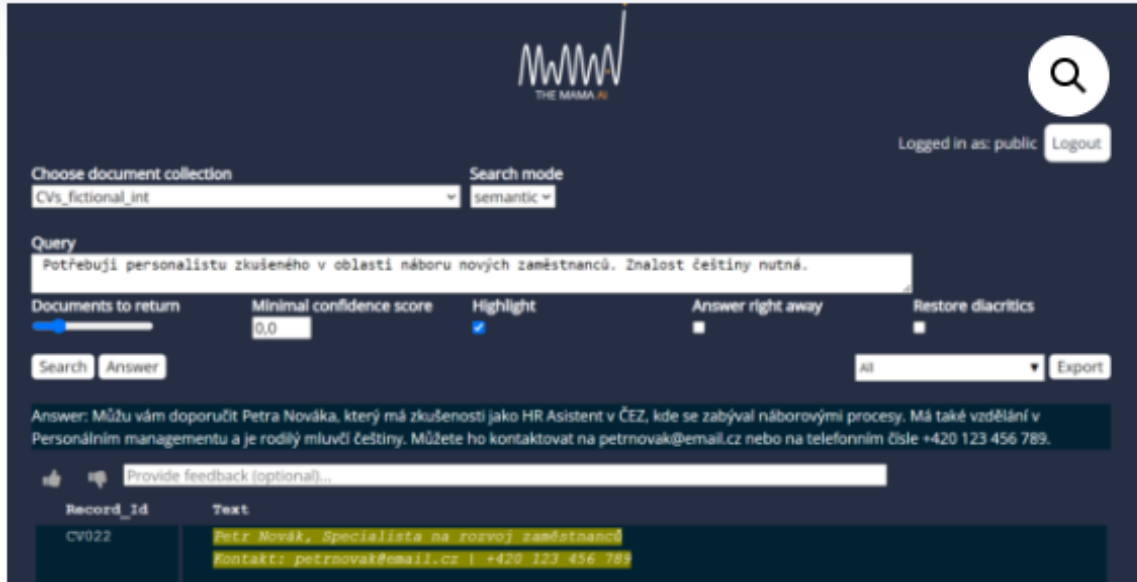 THE MAMA AI
Logged in as: public Logout
Choose document collection Search mode
CVs_fictional_int semantic
Query
Potřebuji personalistu zkušeného v oblasti náboru nových zaměstnanců. Znalost češtiny nutná.
Documents to return Minimal confidence score Highlight Answer right away Restore diacritics
0,0
Search Answer All Export
Answer: Můžu vám doporučit Petra Nováka, který má zkušenosti jako HR Asistent v ČEZ, kde se zabýval náborovými procesy. Má také vzdělání v
Personálním managementu a je rodilý mluvčí češtiny. Můžete ho kontaktovat na petrnovak@email.cz nebo na telefonním čísle +420 123 456 789.
Provide feedback (optional)...
Record_Id Text
CV022 Petr Novák, Specialista na rozvoj zaměstnanců
Kontakt: petrnovak@email.cz | +420 123 456 789